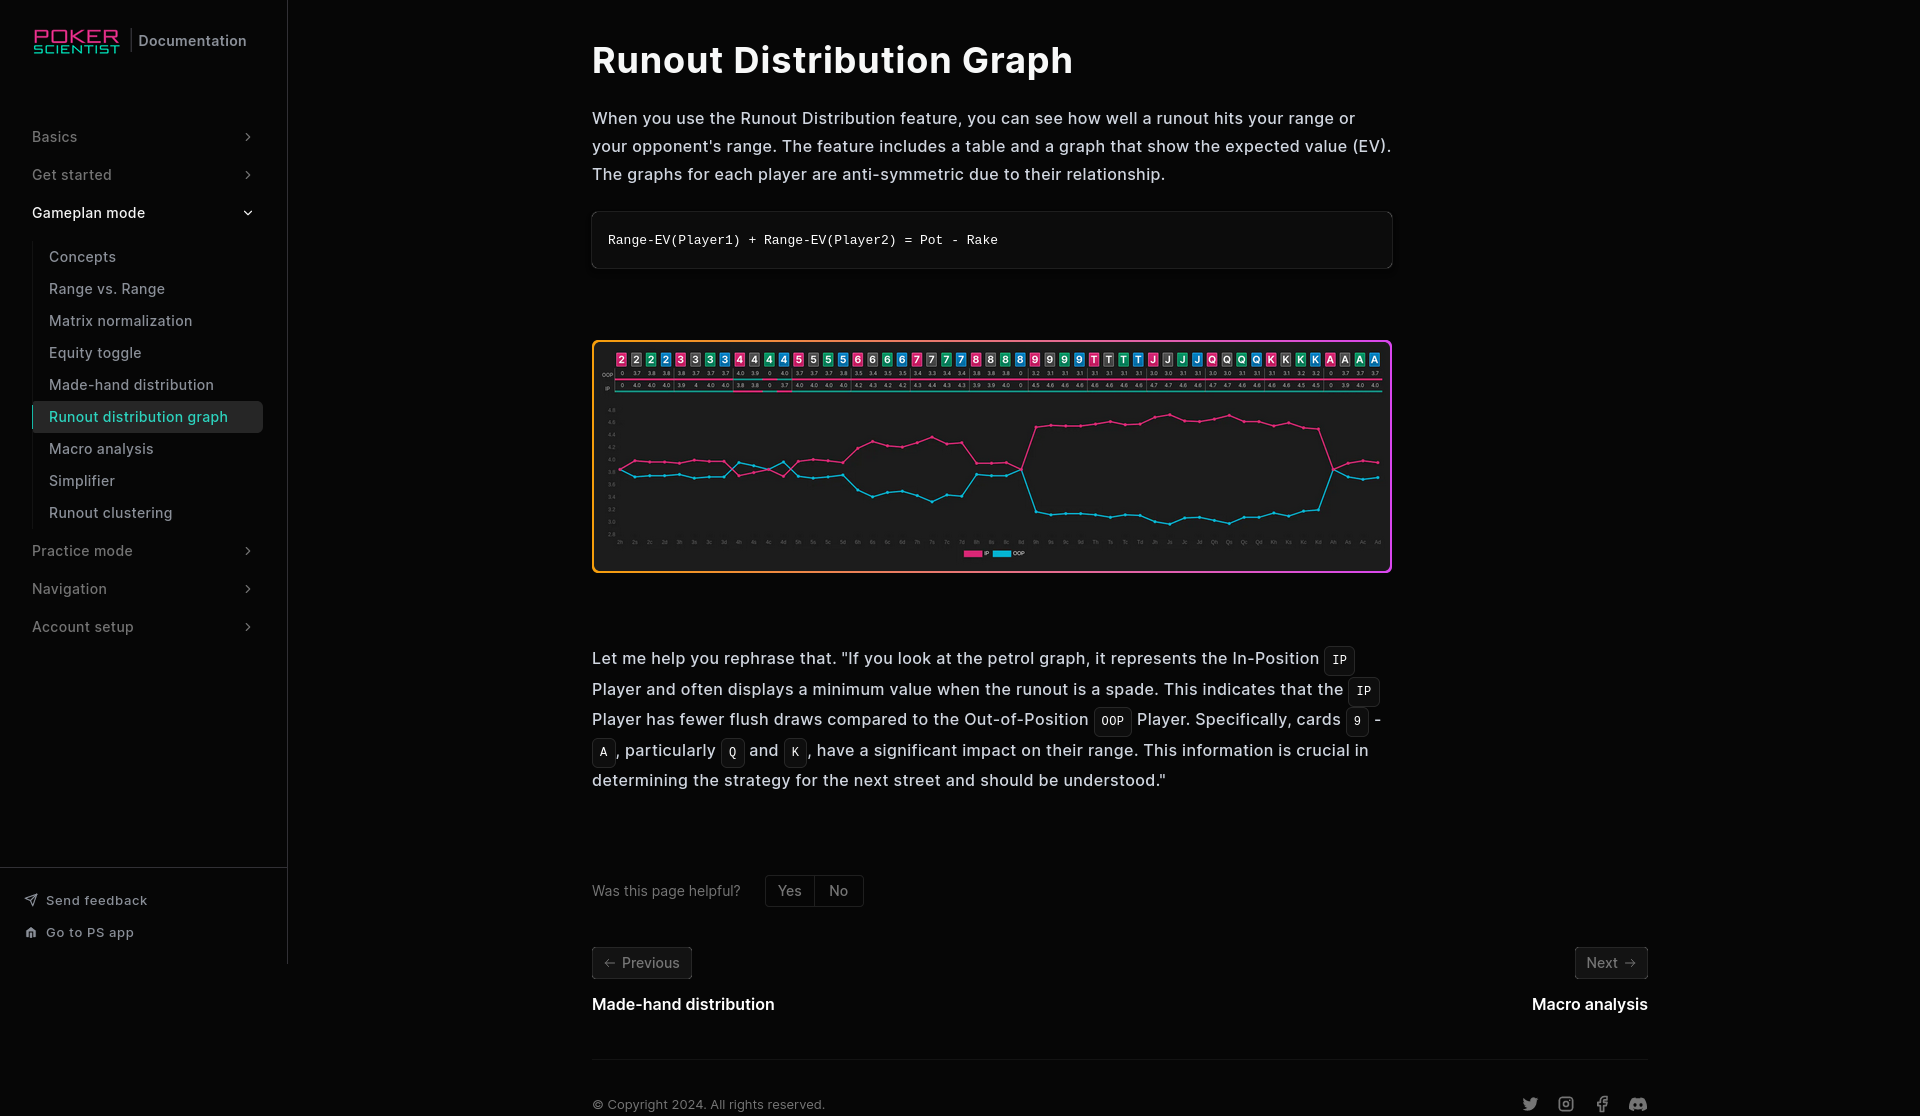 POKER
SCIENTIST
Documentation
Basics
Get started
Gameplan mode
Concepts
Range vs. Range
Matrix normalization
Equity toggle
Made-hand distribution
Runout distribution graph
Macro analysis
Simplifier
Runout clustering
Practice mode
Navigation
Account setup
Send feedback
Go to PS app
Runout Distribution Graph
When you use the Runout Distribution feature, you can see how well a runout hits your range or
your opponent's range. The feature includes a table and a graph that show the expected value (EV).
The graphs for each player are anti-symmetric due to their relationship.
Range-EV(Player1) + Range-EV(Player2) = Pot - Rake
2 2 2 2 3 3 3 3 4 4 4 4 5 5 5 5 6 6 6 6 7 7 7 7 8 8 8 8 9 9 9 9 T T T T J J J J Q Q Q Q K K K K A A A A
OOP
IP
IP OOP
Let me help you rephrase that. "If you look at the petrol graph, it represents the In-Position IP
Player and often displays a minimum value when the runout is a spade. This indicates that the IP
Player has fewer flush draws compared to the Out-of-Position OOP Player. Specifically, cards 9 -
A, particularly Q and K, have a significant impact on their range. This information is crucial in
determining the strategy for the next street and should be understood."
Was this page helpful? Yes No
← Previous
Next →
Made-hand distribution
Macro analysis
© Copyright 2024. All rights reserved.